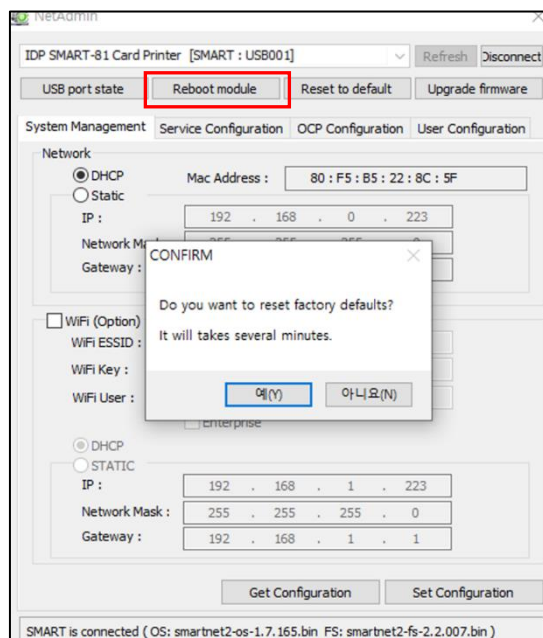 NetAdmin
IDP SMART-81 Card Printer [SMART : USB001]
Refresh
Disconnect
USB port state
Reboot module
Reset to default
Upgrade firmware
System Management
Service Configuration
OCP Configuration
User Configuration
Network
DHCP
Mac Address :
80 : F5 : B5 : 22 : 8C : 5F
Static
IP :
192 . 168 . 0 . 223
Network
Gateway :
CONFIRM
Do you want to reset factory defaults?
It will takes several minutes.
예(Y)
아니요(N)
WiFi (Option)
WiFi ESSID :
WiFi Key :
WiFi User :
Enterprise
DHCP
STATIC
IP :
192 . 168 . 1 . 223
Network Mask :
255 . 255 . 255 . 0
Gateway :
192 . 168 . 1 . 1
Get Configuration
Set Configuration
SMART is connected ( OS: smartnet2-os-1.7.165.bin FS: smartnet2-fs-2.2.007.bin )